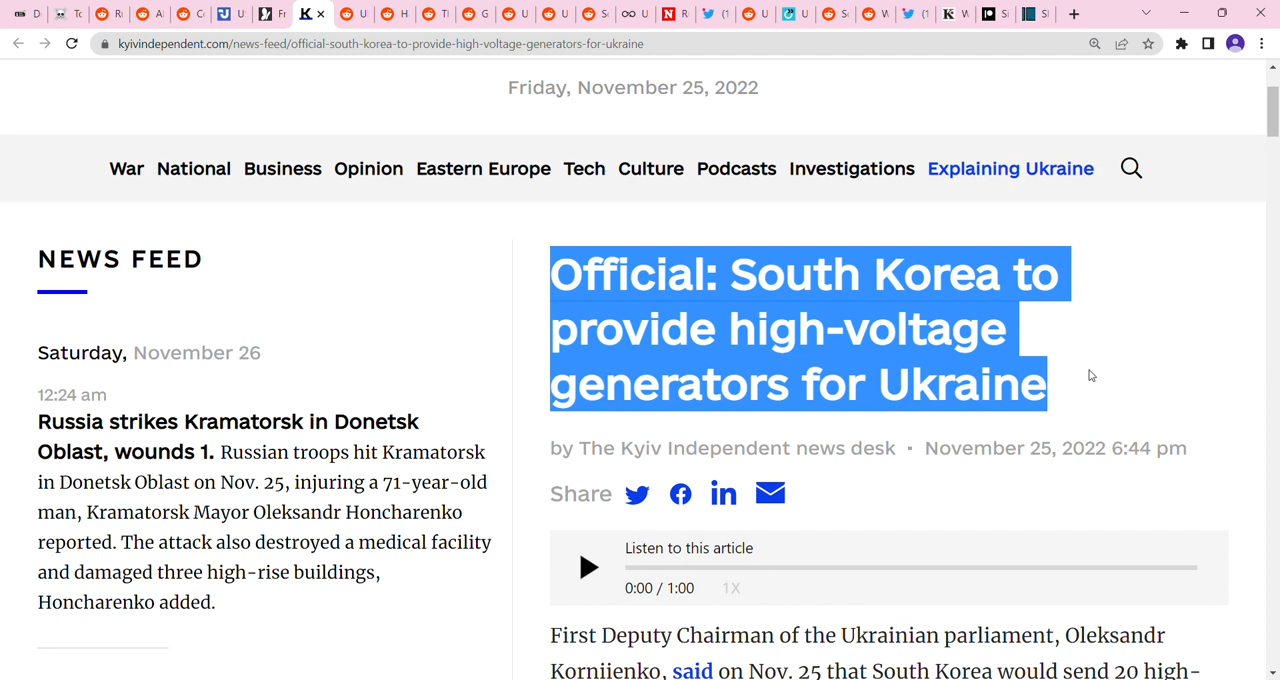 kyivindependent.com/news-feed/official-south-korea-to-provide-high-voltage-generators-for-ukraine
Friday, November 25, 2022
War National Business Opinion Eastern Europe Tech Culture Podcasts Investigations Explaining Ukraine
NEWS FEED
Saturday, November 26
12:24 am
Russia strikes Kramatorsk in Donetsk
Oblast, wounds 1. Russian troops hit Kramatorsk
in Donetsk Oblast on Nov. 25, injuring a 71-year-old
man, Kramatorsk Mayor Oleksandr Honcharenko
reported. The attack also destroyed a medical facility
and damaged three high-rise buildings,
Honcharenko added.
Official: South Korea to
provide high-voltage
generators for Ukraine
by The Kyiv Independent news desk · November 25, 2022 6:44 pm
Share
Listen to this article
0:00 / 1:00 1X
First Deputy Chairman of the Ukrainian parliament, Oleksandr
Korniienko, said on Nov. 25 that South Korea would send 20 high-